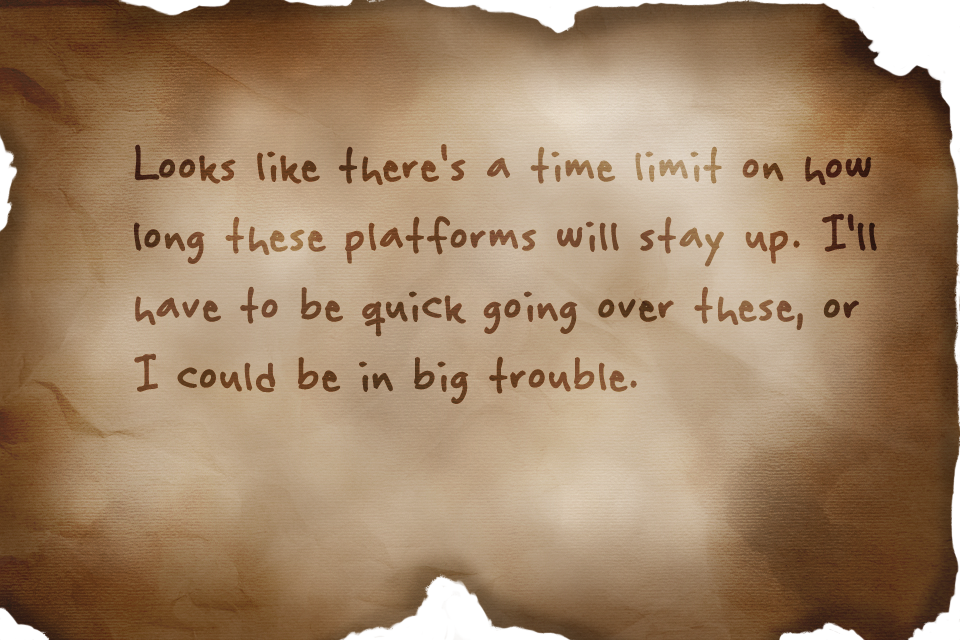 Looks like there's a time limit on how
long these platforms will stay up. I'll
have to be quick going over these, or
I could be in big trouble.